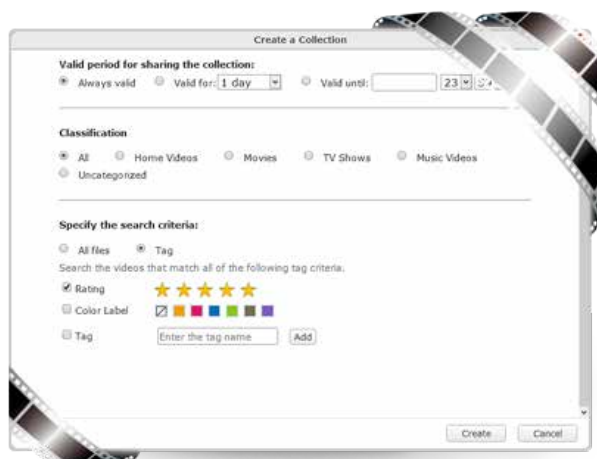 Create a Collection
Valid period for sharing the collection:
Always valid Valid for: 1 day Valid until: 23
Classification
All Home Videos Movies TV Shows Music Videos
Uncategorized
Specify the search criteria:
All files Tag
Search the videos that match all of the following tag criteria.
Rating
Color Label
Tag Enter the tag name Add
Create Cancel